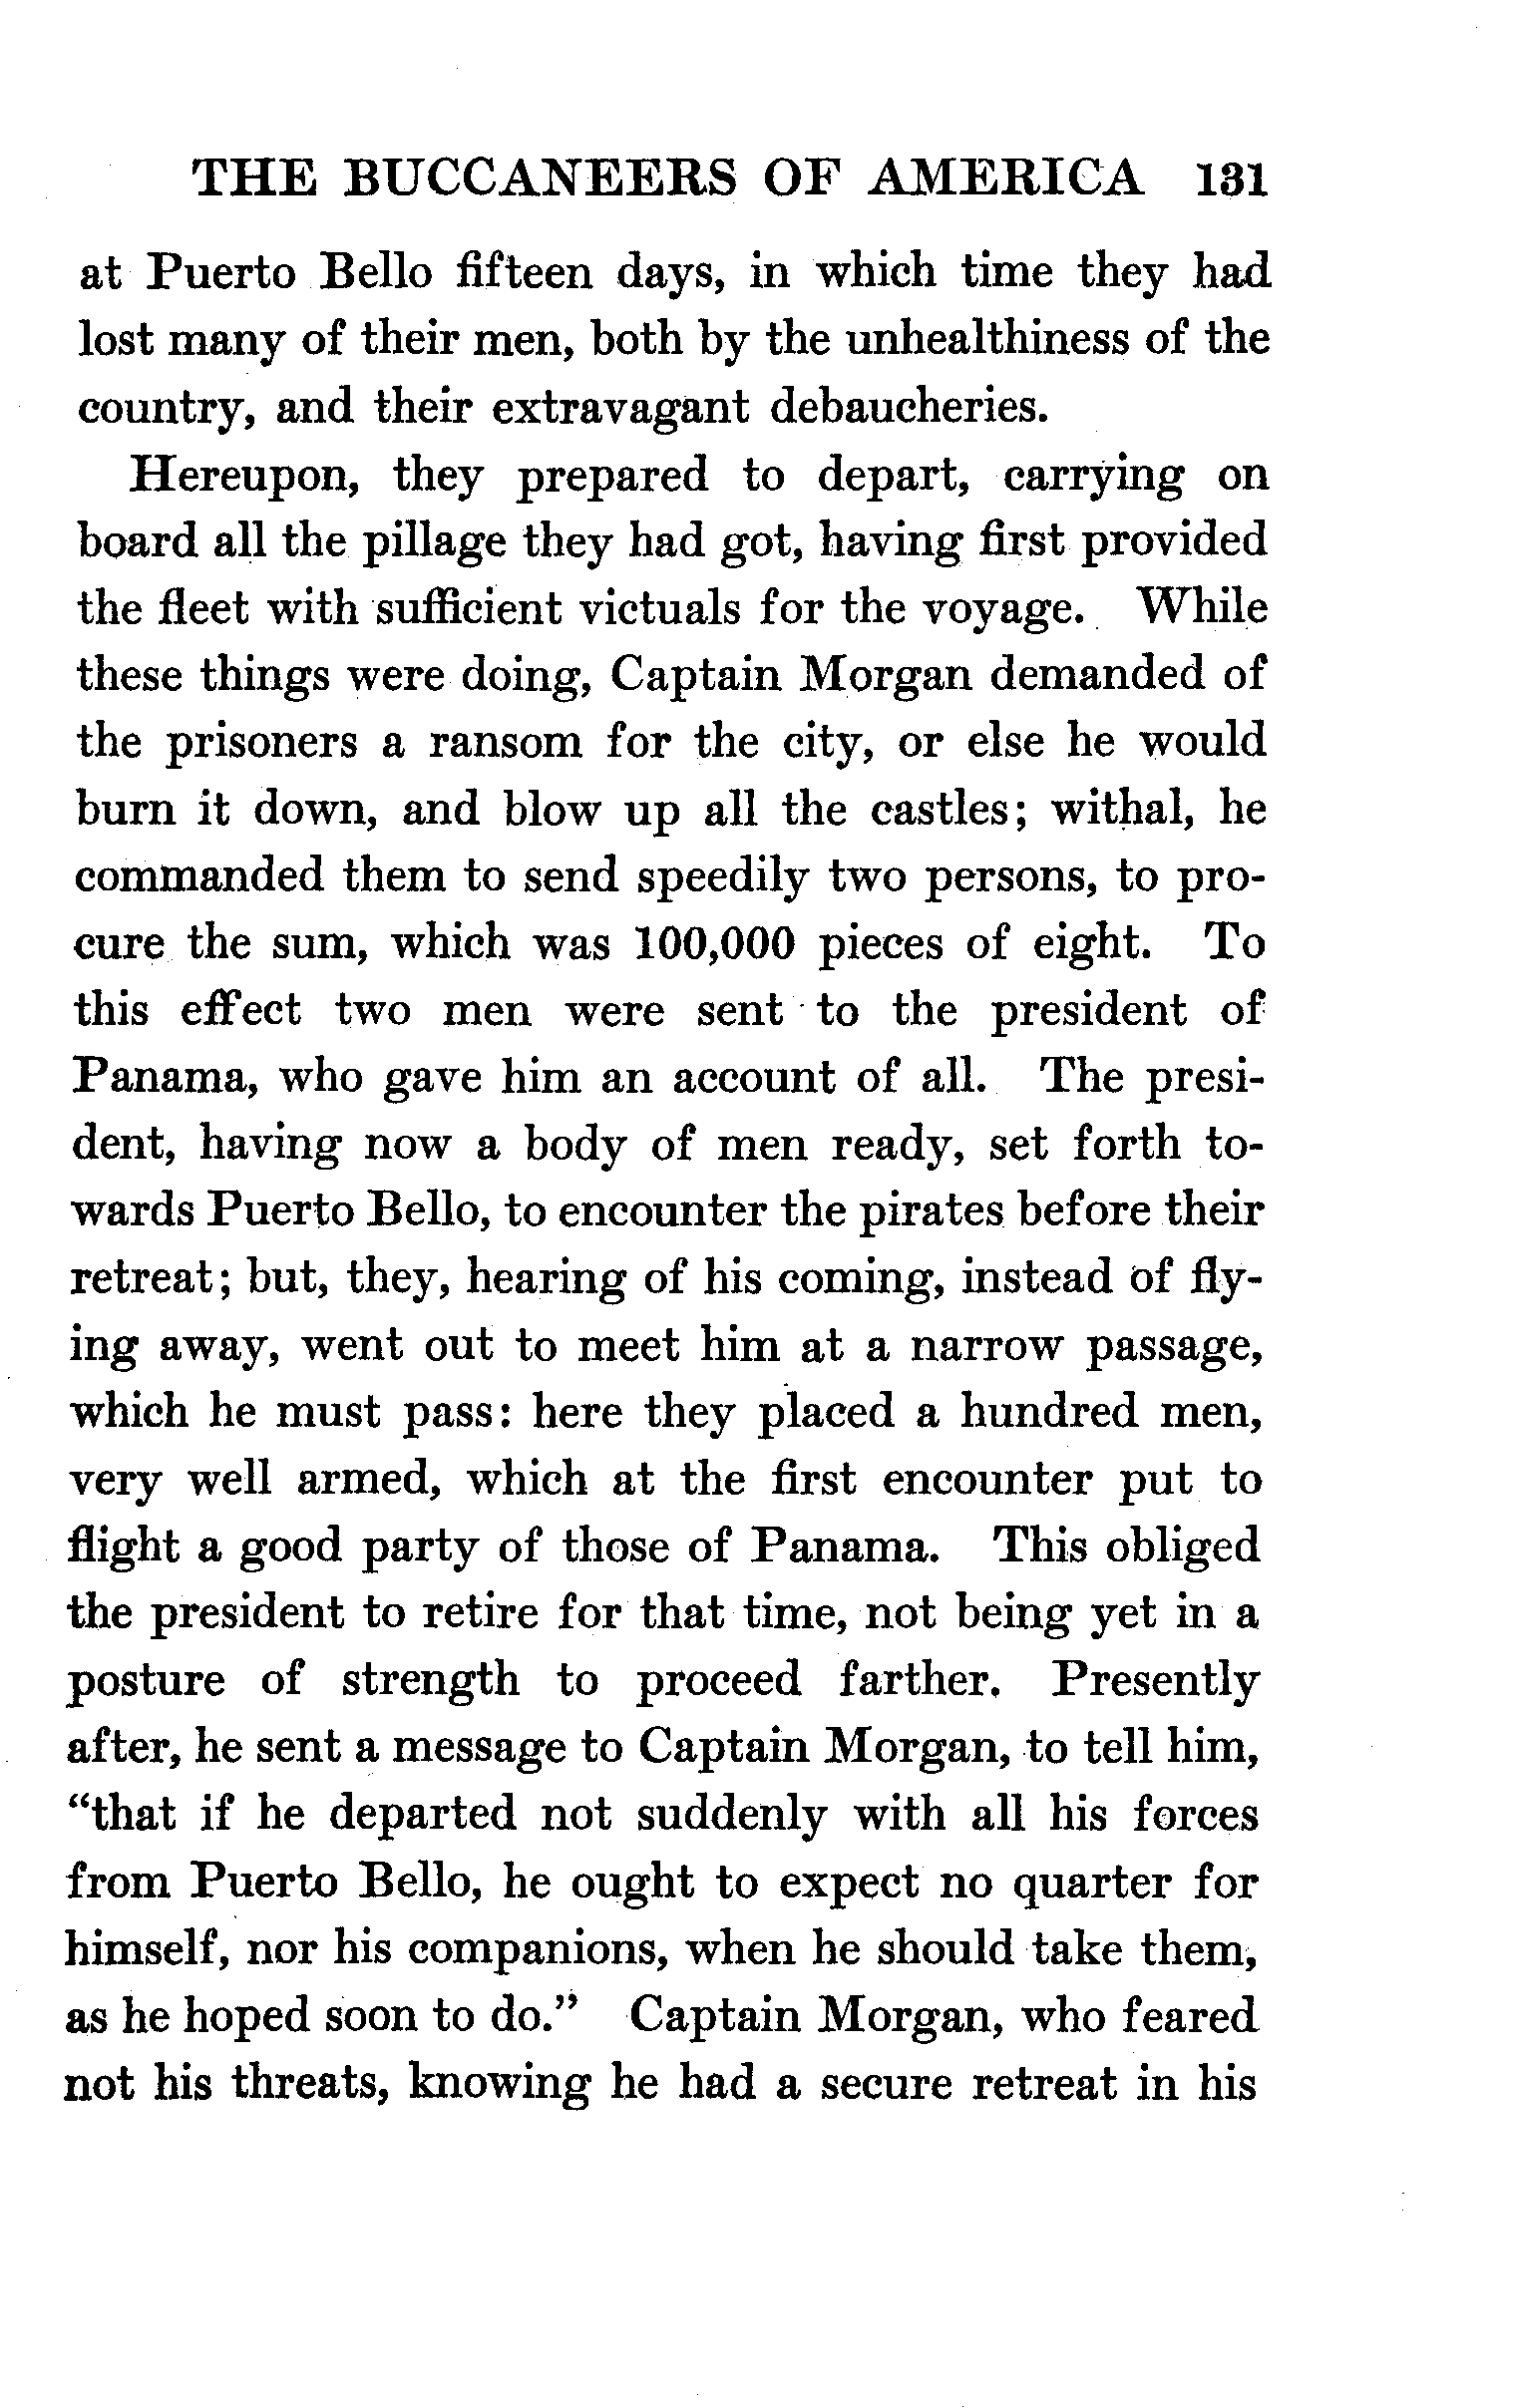 THE BUCCANEERS OF AMERICA 131
at Puerto Bello fifteen days, in which time they had
lost many of their men, both by the unhealthiness of the
country, and their extravagant debaucheries.
Hereupon, they prepared to depart, carrying on
board all the pillage they had got, having first provided
the fleet with sufficient victuals for the voyage. While
these things were doing, Captain Morgan demanded of
the prisoners a ransom for the city, or else he would
burn it down, and blow up all the castles; withal, he
commanded them to send speedily two persons, to pro-
cure the sum, which was 100,000 pieces of eight. To
this effect two men were sent to the president of
Panama, who gave him an account of all. The presi-
dent, having now a body of men ready, set forth to-
wards Puerto Bello, to encounter the pirates before their
retreat; but, they, hearing of his coming, instead of fly-
ing away, went out to meet him at a narrow passage,
which he must pass: here they placed a hundred men,
very well armed, which at the first encounter put to
flight a good party of those of Panama. This obliged
the president to retire for that time, not being yet in a
posture of strength to proceed farther. Presently
after, he sent a message to Captain Morgan, to tell him,
“that if he departed not suddenly with all his forces
from Puerto Bello, he ought to expect no quarter for
himself, nor his companions, when he should take them,
as he hoped soon to do.” Captain Morgan, who feared
not his threats, knowing he had a secure retreat in his